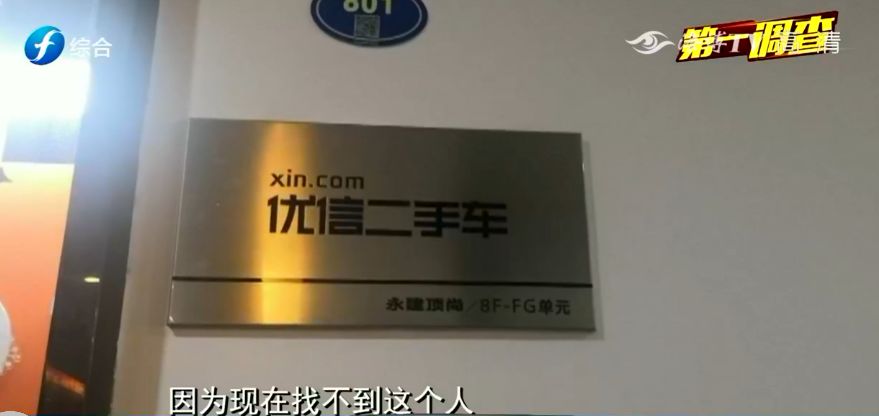 801
综合
第一调查
xin.com
优信二手车
永建顶尚/8F-FG单元
因为现在找不到这个人